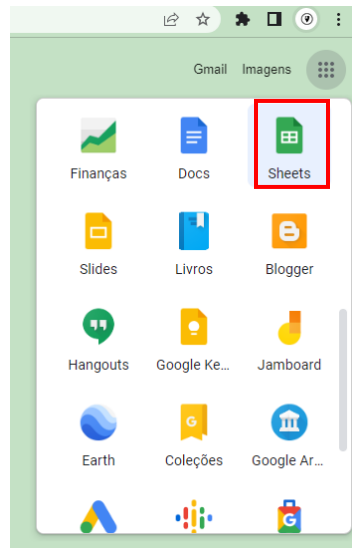 Gmail Imagens
Finanças Docs Sheets
Slides Livros Blogger
Hangouts Google Ke... Jamboard
Earth Coleções Google Ar...